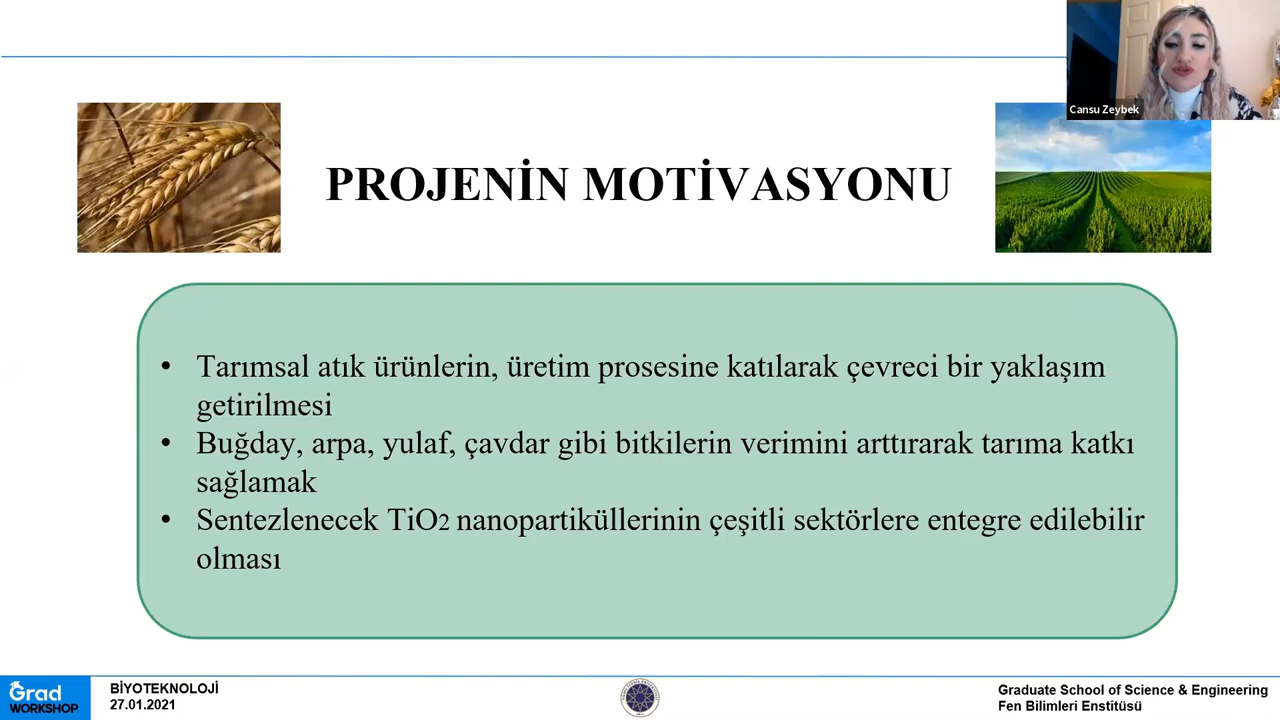 Cansu Zeybek
PROJENİN MOTİVASYONU
• Tarımsal atık ürünlerin, üretim prosesine katılarak çevreci bir yaklaşım
getirilmesi
• Buğday, arpa, yulaf, çavdar gibi bitkilerin verimini arttırarak tarıma katkı
sağlamak
• Sentezlenecek TiO2 nanopartiküllerinin çeşitli sektörlere entegre edilebilir
olması
Grad
WORKSHOP
BİYOTEKNOLOJİ
27.01.2021
Graduate School of Science & Engineering
Fen Bilimleri Enstitüsü